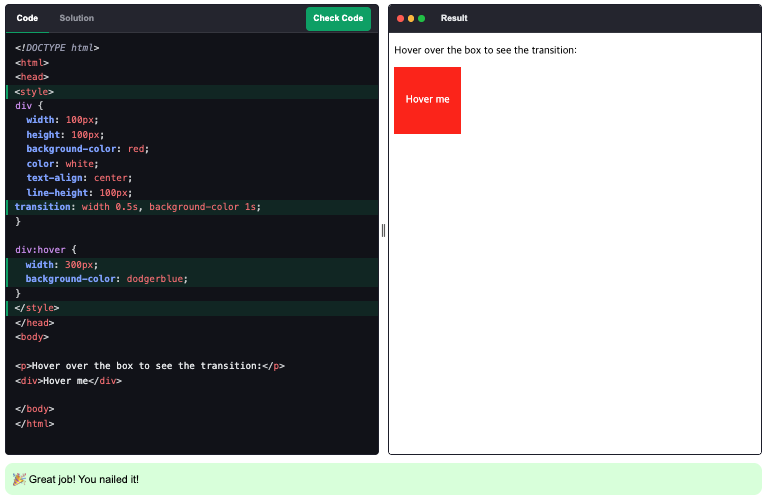 Code Solution Check Code
<!DOCTYPE html>
<html>
<head>
<style>
div {
  width: 100px;
  height: 100px;
  background-color: red;
  color: white;
  text-align: center;
  line-height: 100px;
transition: width 0.5s, background-color 1s;
}

div:hover {
  width: 300px;
  background-color: dodgerblue;
}
</style>
</head>
<body>

<p>Hover over the box to see the transition:</p>
<div>Hover me</div>

</body>
</html>
Result
Hover over the box to see the transition:
Hover me
🎉 Great job! You nailed it!